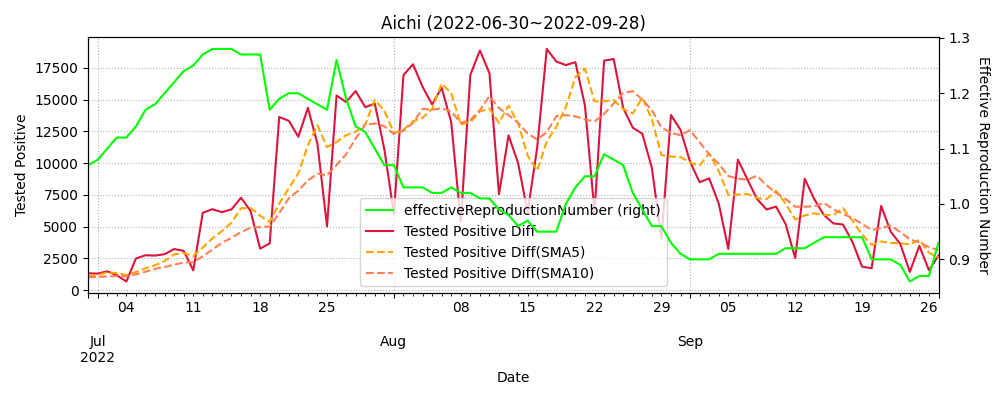 Aichi (2022-06-30~2022-09-28)
Tested Positive
17500
15000
12500
10000
7500
5000
2500
0
1.3
1.2
1.1
1.0
0.9
Effective Reproduction Number
effectiveReproductionNumber (right)
Tested Positive Diff
Tested Positive Diff(SMA5)
Tested Positive Diff(SMA10)
04 11 18 25 08 15 22 29 05 12 19 26
Jul Aug Sep
2022
Date